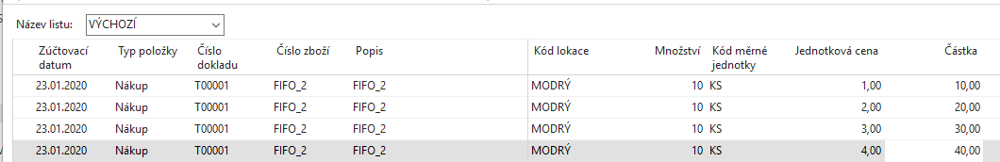 Název listu: VÝCHOZÍ
Zúčtovací datum Typ položky Číslo dokladu Číslo zboží Popis Kód lokace Množství Kód měrné jednotky Jednotková cena Částka
23.01.2020 Nákup T00001 FIFO_2 FIFO_2 MODRÝ 10 KS 1,00 10,00
23.01.2020 Nákup T00001 FIFO_2 FIFO_2 MODRÝ 10 KS 2,00 20,00
23.01.2020 Nákup T00001 FIFO_2 FIFO_2 MODRÝ 10 KS 3,00 30,00
23.01.2020 Nákup T00001 FIFO_2 FIFO_2 MODRÝ 10 KS 4,00 40,00